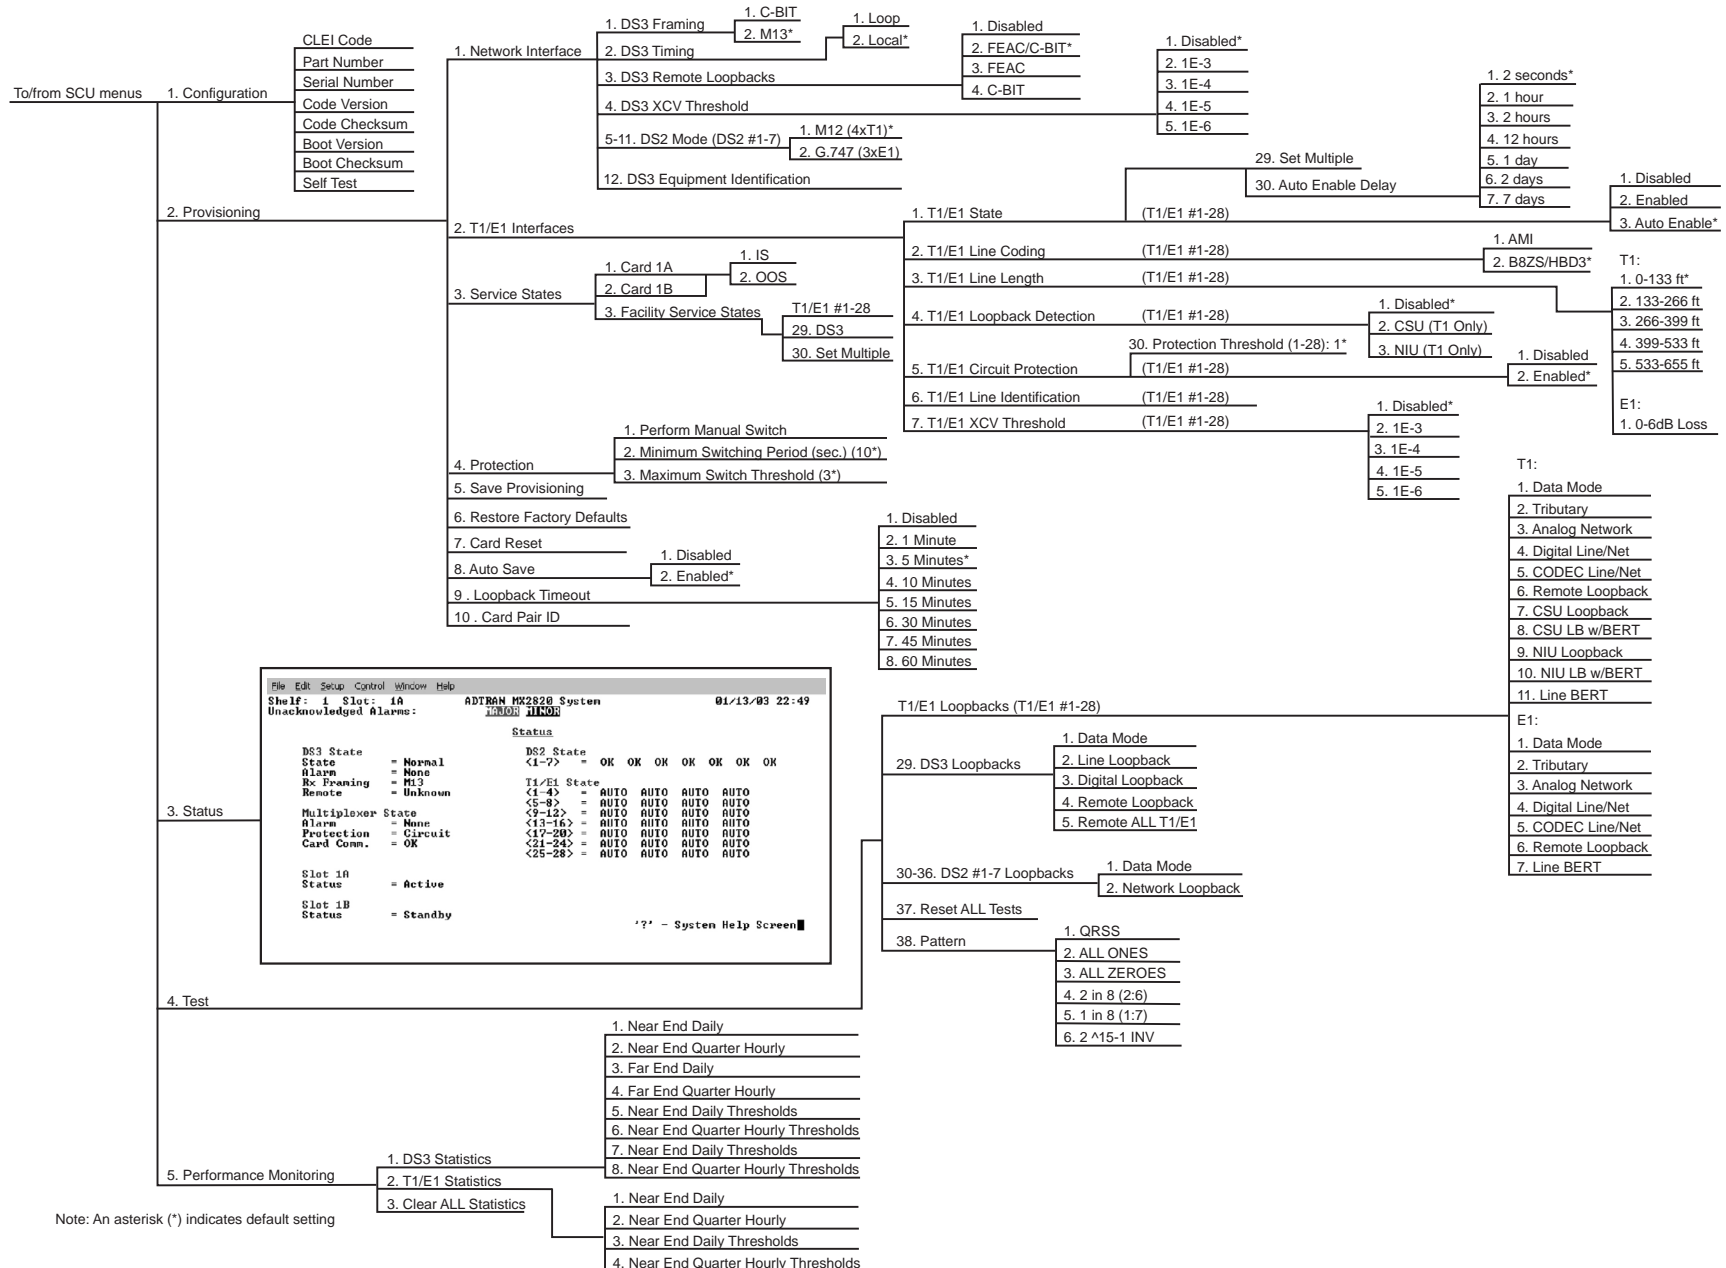 To/from SCU menus
1. Configuration
CLEI Code
Part Number
Serial Number
Code Version
Code Checksum
Boot Version
Boot Checksum
Self Test
2. Provisioning
1. Network Interface
1. DS3 Framing
1. C-BIT
2. M13*
2. DS3 Timing
1. Loop
2. Local*
3. DS3 Remote Loopbacks
1. Disabled
2. FEAC/C-BIT*
3. FEAC
4. C-BIT
4. DS3 XCV Threshold
1. Disabled*
2. 1E-3
3. 1E-4
4. 1E-5
5. 1E-6
5-11. DS2 Mode (DS2 #1-7)
1. M12 (4xT1)*
2. G.747 (3xE1)
12. DS3 Equipment Identification
2. T1/E1 Interfaces
1. T1/E1 State (T1/E1 #1-28)
29. Set Multiple
30. Auto Enable Delay
1. 2 seconds*
2. 1 hour
3. 2 hours
4. 12 hours
5. 1 day
6. 2 days
7. 7 days
1. Disabled
2. Enabled
3. Auto Enable*
2. T1/E1 Line Coding (T1/E1 #1-28)
1. AMI
2. B8ZS/HBD3*
3. T1/E1 Line Length (T1/E1 #1-28)
T1:
1. 0-133 ft*
2. 133-266 ft
3. 266-399 ft
4. 399-533 ft
5. 533-655 ft
E1:
1. 0-6dB Loss
4. T1/E1 Loopback Detection (T1/E1 #1-28)
1. Disabled*
2. CSU (T1 Only)
3. NIU (T1 Only)
5. T1/E1 Circuit Protection (T1/E1 #1-28)
30. Protection Threshold (1-28): 1*
1. Disabled
2. Enabled*
6. T1/E1 Line Identification (T1/E1 #1-28)
7. T1/E1 XCV Threshold (T1/E1 #1-28)
1. Disabled*
2. 1E-3
3. 1E-4
4. 1E-5
5. 1E-6
3. Service States
1. Card 1A
2. Card 1B
1. IS
2. OOS
3. Facility Service States
T1/E1 #1-28
29. DS3
30. Set Multiple
4. Protection
1. Perform Manual Switch
2. Minimum Switching Period (sec.) (10*)
3. Maximum Switch Threshold (3*)
5. Save Provisioning
6. Restore Factory Defaults
7. Card Reset
8. Auto Save
1. Disabled
2. Enabled*
9 . Loopback Timeout
1. Disabled
2. 1 Minute
3. 5 Minutes*
4. 10 Minutes
5. 15 Minutes
6. 30 Minutes
7. 45 Minutes
8. 60 Minutes
10 . Card Pair ID
3. Status
File Edit Setup Control Window Help
Shelf: 1 Slot: 1A ADTRAN MX2820 System 01/13/03 22:49
Unacknowledged Alarms: MAJOR MINOR
Status
DS3 State
State = Normal
Alarm = None
Rx Framing = M13
Remote = Unknown
Multiplexer State
Alarm = None
Protection = Circuit
Card Comm. = OK
Slot 1A
Status = Active
Slot 1B
Status = Standby
DS2 State
<1-7> = OK OK OK OK OK OK OK
T1/E1 State
<1-4> = AUTO AUTO AUTO AUTO
<5-8> = AUTO AUTO AUTO AUTO
<9-12> = AUTO AUTO AUTO AUTO
<13-16> = AUTO AUTO AUTO AUTO
<17-20> = AUTO AUTO AUTO AUTO
<21-24> = AUTO AUTO AUTO AUTO
<25-28> = AUTO AUTO AUTO AUTO
'?' - System Help Screen
4. Test
T1/E1 Loopbacks (T1/E1 #1-28)
T1:
1. Data Mode
2. Tributary
3. Analog Network
4. Digital Line/Net
5. CODEC Line/Net
6. Remote Loopback
7. CSU Loopback
8. CSU LB w/BERT
9. NIU Loopback
10. NIU LB w/BERT
11. Line BERT
E1:
1. Data Mode
2. Tributary
3. Analog Network
4. Digital Line/Net
5. CODEC Line/Net
6. Remote Loopback
7. Line BERT
29. DS3 Loopbacks
1. Data Mode
2. Line Loopback
3. Digital Loopback
4. Remote Loopback
5. Remote ALL T1/E1
30-36. DS2 #1-7 Loopbacks
1. Data Mode
2. Network Loopback
37. Reset ALL Tests
38. Pattern
1. QRSS
2. ALL ONES
3. ALL ZEROES
4. 2 in 8 (2:6)
5. 1 in 8 (1:7)
6. 2 ^15-1 INV
5. Performance Monitoring
1. DS3 Statistics
1. Near End Daily
2. Near End Quarter Hourly
3. Far End Daily
4. Far End Quarter Hourly
5. Near End Daily Thresholds
6. Near End Quarter Hourly Thresholds
7. Near End Daily Thresholds
8. Near End Quarter Hourly Thresholds
2. T1/E1 Statistics
1. Near End Daily
2. Near End Quarter Hourly
3. Near End Daily Thresholds
4. Near End Quarter Hourly Thresholds
3. Clear ALL Statistics
Note: An asterisk (*) indicates default setting